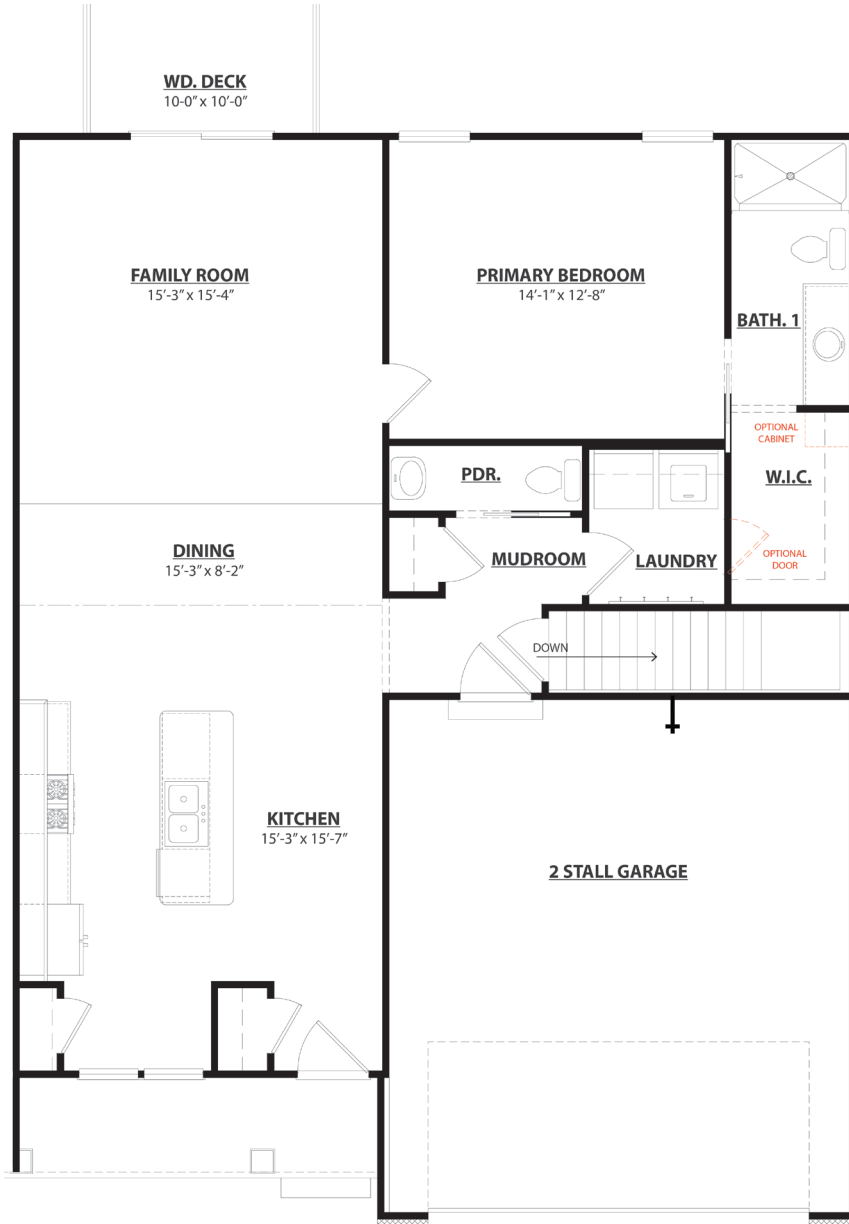 WD. DECK
10-0” x 10’-0”
FAMILY ROOM
15’-3” x 15’-4”
PRIMARY BEDROOM
14’-1” x 12’-8”
BATH. 1
OPTIONAL
CABINET
W.I.C.
PDR.
DINING
15’-3” x 8’-2”
MUDROOM
LAUNDRY
OPTIONAL
DOOR
DOWN
KITCHEN
15’-3” x 15’-7”
2 STALL GARAGE